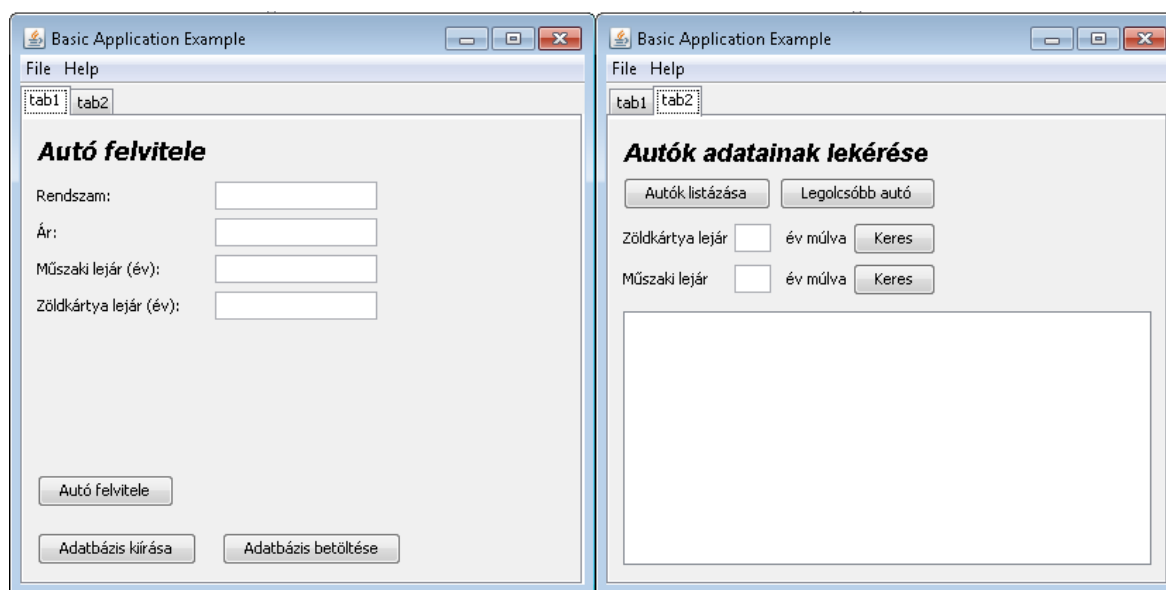 Basic Application Example
File Help
tab1 tab2
Autó felvitele
Rendszam:
Ár:
Műszaki lejár (év):
Zöldkártya lejár (év):
Autó felvitele
Adatbázis kiírása Adatbázis betöltése
Basic Application Example
File Help
tab1 tab2
Autók adatainak lekérése
Autók listázása Legolcsóbb autó
Zöldkártya lejár év múlva Keres
Műszaki lejár év múlva Keres